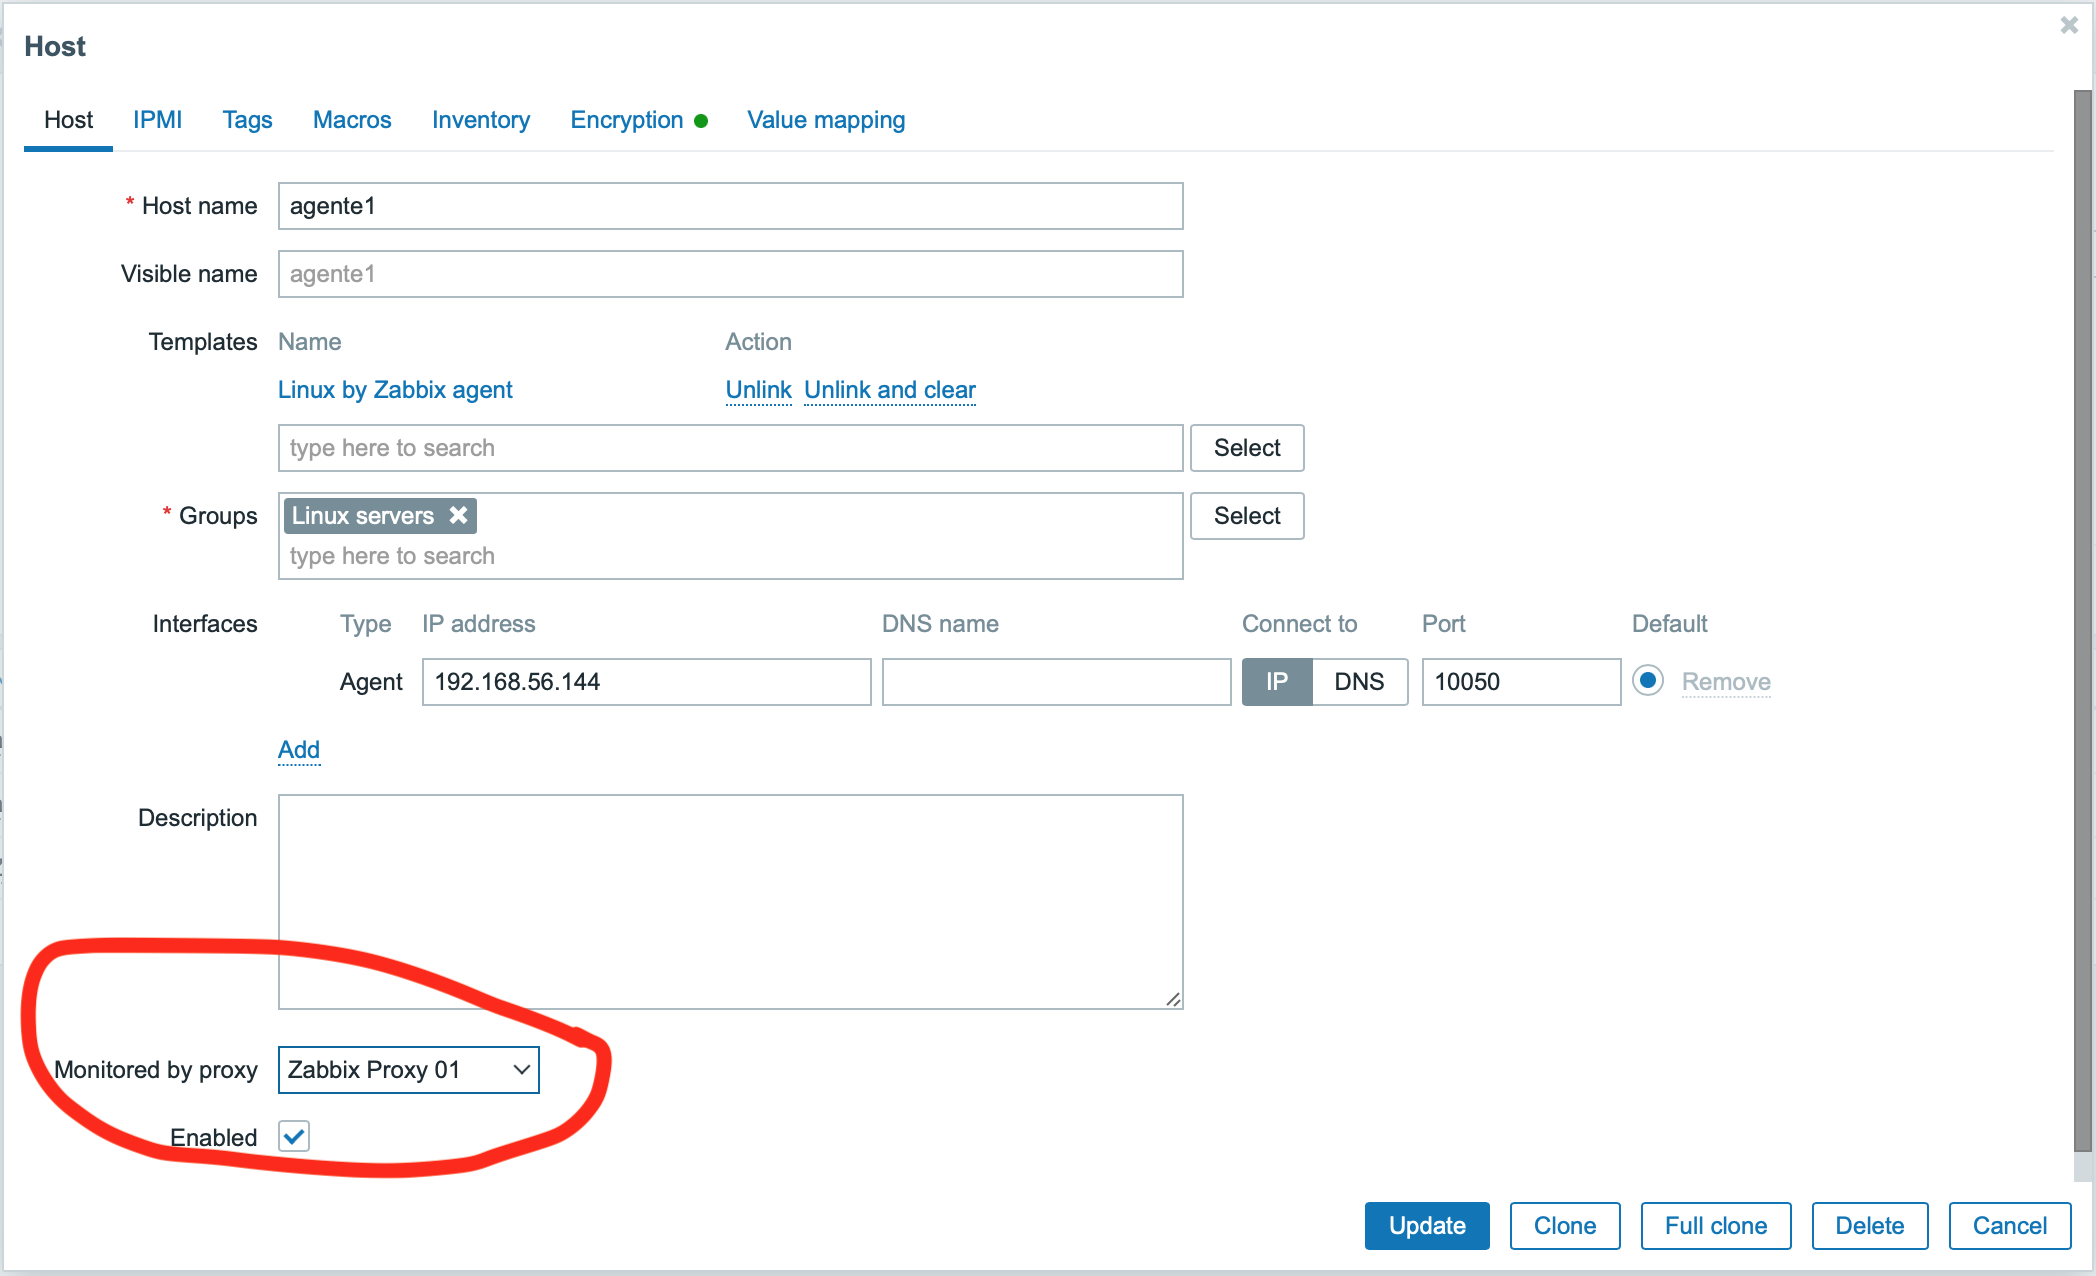 Host
Host IPMI Tags Macros Inventory Encryption Value mapping
* Host name agente1
Visible name agente1
Templates Name Action
Linux by Zabbix agent Unlink Unlink and clear
type here to search Select
* Groups Linux servers Select
type here to search
Interfaces Type IP address DNS name Connect to Port Default
Agent 192.168.56.144 IP DNS 10050 Remove
Add
Description
Monitored by proxy Zabbix Proxy 01
Enabled
Update Clone Full clone Delete Cancel